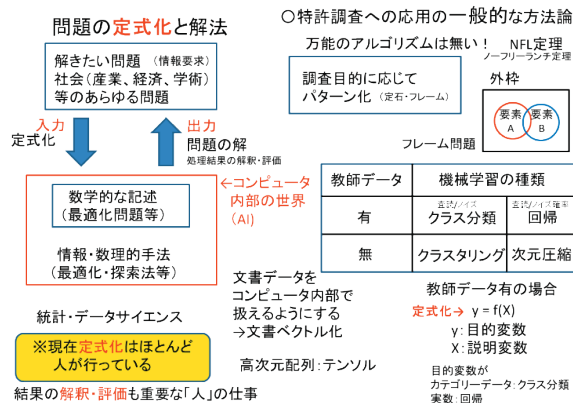 問題の定式化と解法
解きたい問題 (情報要求)
社会(産業、経済、学術)
等のあらゆる問題
入力
定式化
出力
問題の解
処理結果の解釈・評価
数学的な記述
(最適化問題等)
情報・数理的手法
(最適化・探索法等)
←コンピュータ
内部の世界
(AI)
統計・データサイエンス
※現在定式化はほとんど
人が行っている
結果の解釈・評価も重要な「人」の仕事
文書データを
コンピュータ内部で
扱えるようにする
→文書ベクトル化
高次元配列:テンソル
〇特許調査への応用の一般的な方法論
万能のアルゴリズムは無い! NFL定理
ノーフリーランチ定理
調査目的に応じて
パターン化 (定石・フレーム)
外枠
要素
A
要素
B
フレーム問題
教師データ 機械学習の種類
有 クラス分類 回帰
無 クラスタリング 次元圧縮
教師データ有の場合
定式化→ y = f(X)
y: 目的変数
X: 説明変数
目的変数が
カテゴリーデータ: クラス分類
実数: 回帰